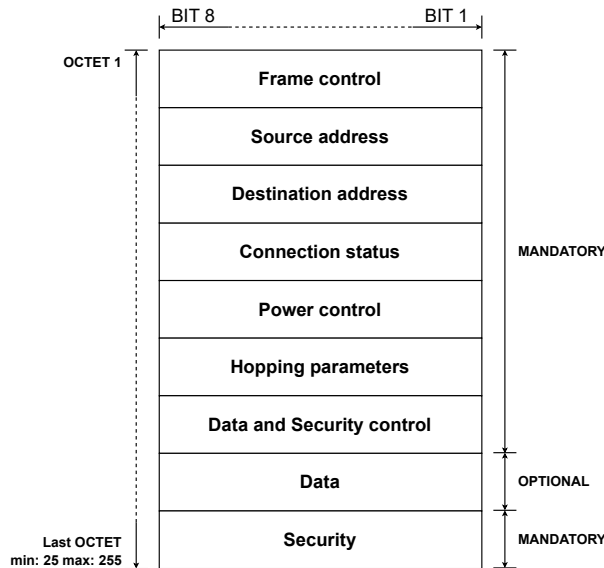 BIT 8 BIT 1
OCTET 1
Frame control
Source address
Destination address
Connection status
MANDATORY
Power control
Hopping parameters
Data and Security control
Data
OPTIONAL
Security
MANDATORY
Last OCTET
min: 25 max: 255